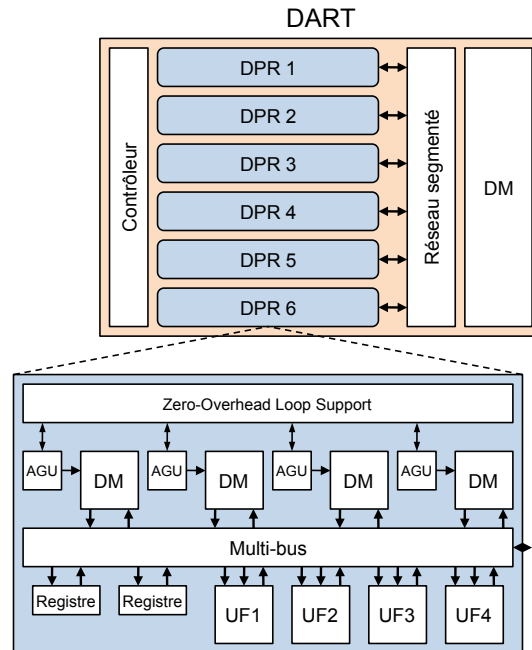 DART
Contrôleur
DPR 1
DPR 2
DPR 3
DPR 4
DPR 5
DPR 6
Réseau segmenté
DM
Zero-Overhead Loop Support
AGU
DM
AGU
DM
AGU
DM
AGU
DM
Multi-bus
Registre
Registre
UF1
UF2
UF3
UF4